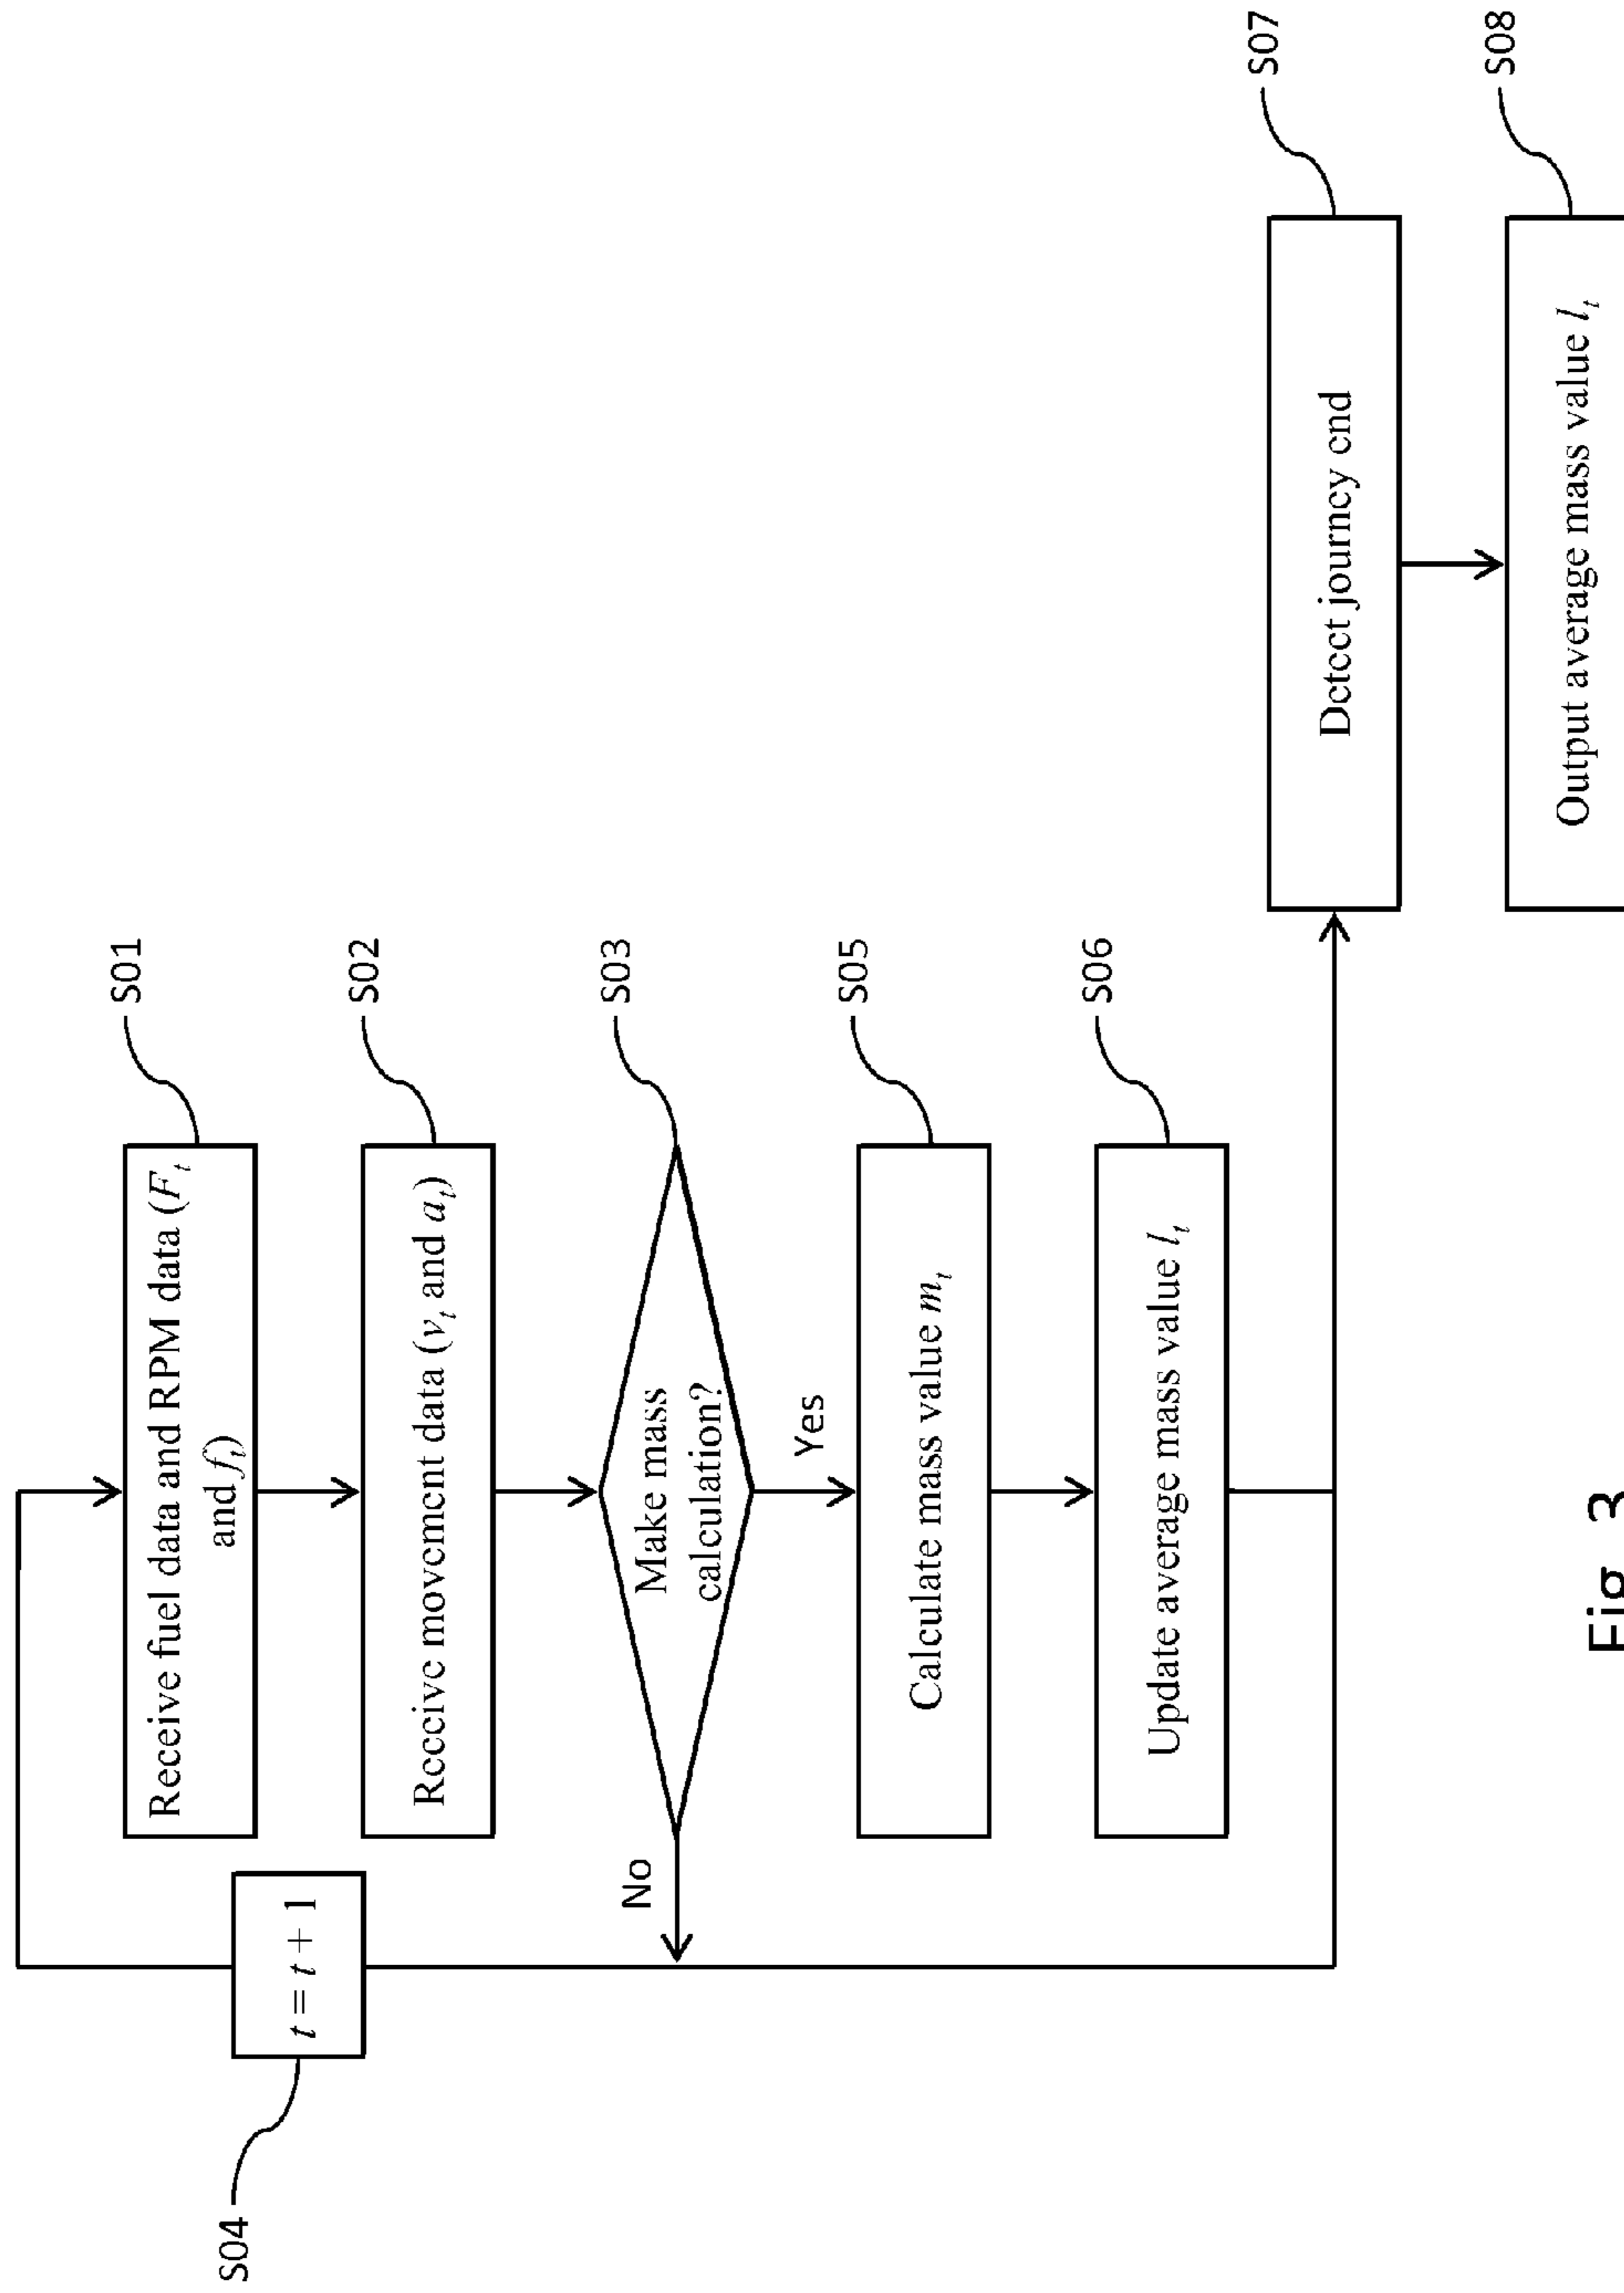 S01
Receive fuel data and RPM data (F_t
and f_t)
S02
Receive movement data (v_t and a_t)
S03
Make mass
calculation?
No
Yes
S04
t = t + 1
S05
Calculate mass value m_t
S06
Update average mass value l_t
S07
Detect journey end
S08
Output average mass value l_t
Fig. 3